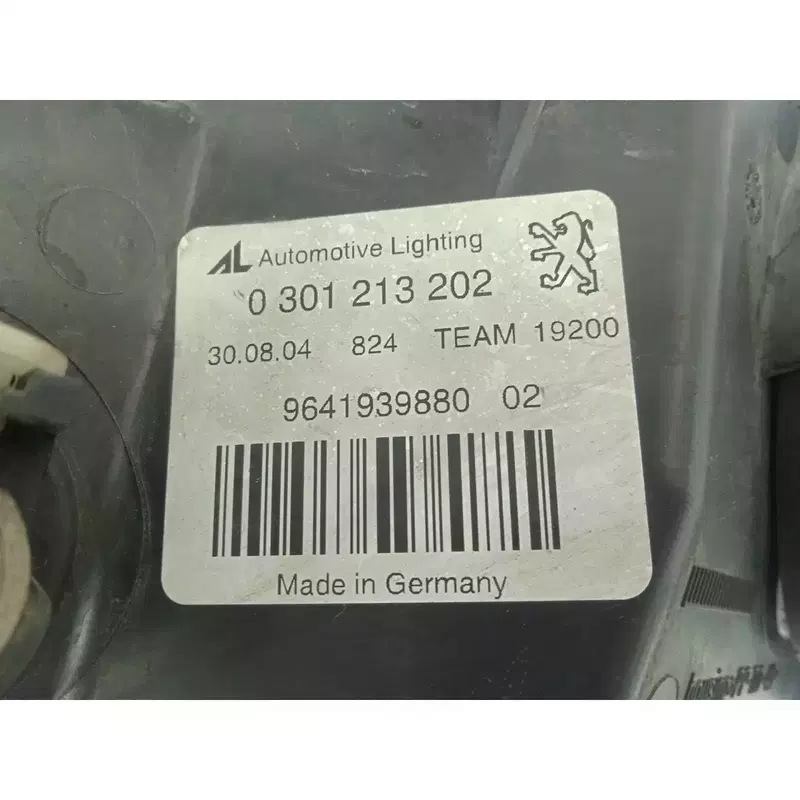 AL Automotive Lighting
0 301 213 202
30.08.04 824 TEAM 19200
9641939880 02
Made in Germany